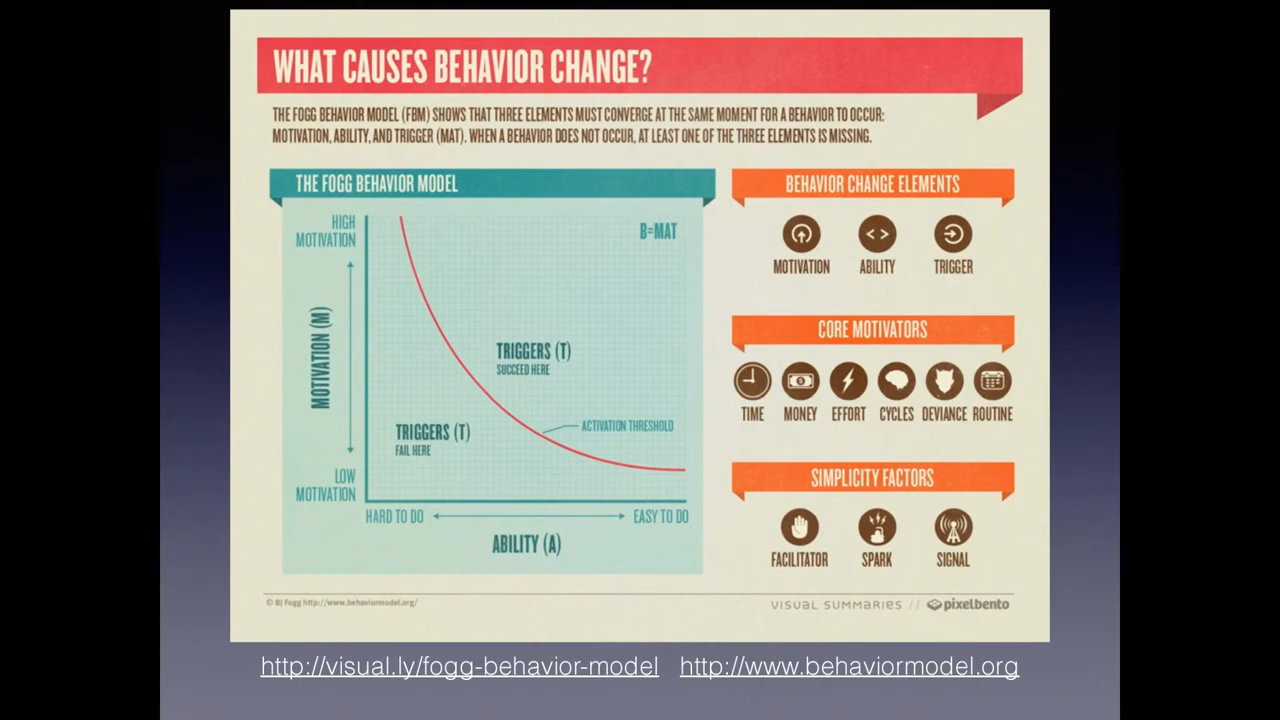 WHAT CAUSES BEHAVIOR CHANGE?
THE FOGG BEHAVIOR MODEL (FBM) SHOWS THAT THREE ELEMENTS MUST CONVERGE AT THE SAME MOMENT FOR A BEHAVIOR TO OCCUR:
MOTIVATION, ABILITY, AND TRIGGER (MAT). WHEN A BEHAVIOR DOES NOT OCCUR, AT LEAST ONE OF THE THREE ELEMENTS IS MISSING.
THE FOGG BEHAVIOR MODEL
HIGH
MOTIVATION
B=MAT
MOTIVATION (M)
TRIGGERS (T)
SUCCEED HERE
ACTIVATION THRESHOLD
TRIGGERS (T)
FAIL HERE
LOW
MOTIVATION
HARD TO DO
EASY TO DO
ABILITY (A)
BEHAVIOR CHANGE ELEMENTS
MOTIVATION ABILITY TRIGGER
CORE MOTIVATORS
TIME MONEY EFFORT CYCLES DEVIANCE ROUTINE
SIMPLICITY FACTORS
FACILITATOR SPARK SIGNAL
© BJ Fogg http://www.behaviormodel.org/
VISUAL SUMMARIES // pixelbento
http://visual.ly/fogg-behavior-model http://www.behaviormodel.org